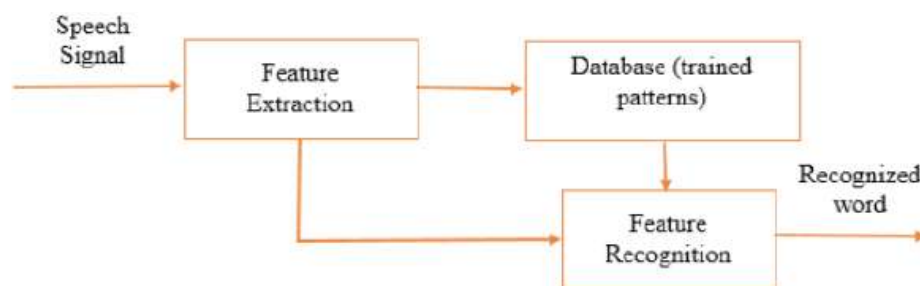 Speech
Signal
Feature
Extraction
Database (trained
patterns)
Feature
Recognition
Recognized
word